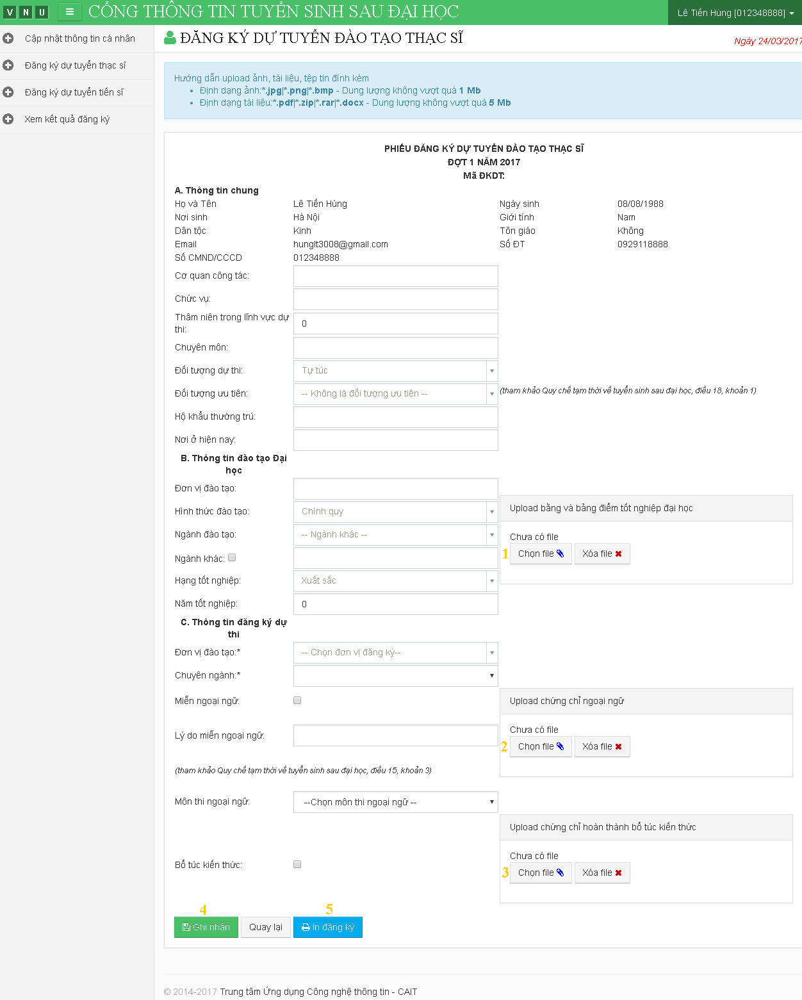 V N U CỔNG THÔNG TIN TUYỂN SINH SAU ĐẠI HỌC Lê Tiến Hùng [012348888]
Cập nhật thông tin cá nhân
Đăng ký dự tuyển thạc sĩ
Đăng ký dự tuyển tiến sĩ
Xem kết quả đăng ký
ĐĂNG KÝ DỰ TUYỂN ĐÀO TẠO THẠC SĨ Ngày 24/03/2017
Hướng dẫn upload ảnh, tài liệu, tệp tin đính kèm
• Định dạng ảnh:*.jpg|*.png|*.bmp - Dung lượng không vượt quá 1 Mb
• Định dạng tài liệu:*.pdf|*.zip|*.rar|*.docx - Dung lượng không vượt quá 5 Mb
PHIẾU ĐĂNG KÝ DỰ TUYỂN ĐÀO TẠO THẠC SĨ
ĐỢT 1 NĂM 2017
Mã ĐKDT:
A. Thông tin chung
Họ và Tên Lê Tiến Hùng Ngày sinh 08/08/1988
Nơi sinh Hà Nội Giới tính Nam
Dân tộc Kinh Tôn giáo Không
Email hunglt3008@gmail.com Số ĐT 0929118888
Số CMND/CCCD 012348888
Cơ quan công tác:
Chức vụ:
Thâm niên trong lĩnh vực dự
thi: 0
Chuyên môn:
Đối tượng dự thi: Tự túc
Đối tượng ưu tiên: -- Không là đối tượng ưu tiên -- (tham khảo Quy chế tạm thời về tuyển sinh sau đại học, điều 18, khoản 1)
Hộ khẩu thường trú:
Nơi ở hiện nay:
B. Thông tin đào tạo Đại
học
Đơn vị đào tạo:
Hình thức đào tạo: Chính quy Upload bằng và bảng điểm tốt nghiệp đại học
Ngành đào tạo: -- Ngành khác -- Chưa có file
Ngành khác: 1 Chọn file Xóa file
Hạng tốt nghiệp: Xuất sắc
Năm tốt nghiệp: 0
C. Thông tin đăng ký dự
thi
Đơn vị đào tạo:* -- Chọn đơn vị đăng ký--
Chuyên ngành:*
Miễn ngoại ngữ: Upload chứng chỉ ngoại ngữ
Chưa có file
Lý do miễn ngoại ngữ: 2 Chọn file Xóa file
(tham khảo Quy chế tạm thời về tuyển sinh sau đại học, điều 15, khoản 3)
Môn thi ngoại ngữ: --Chọn môn thi ngoại ngữ --
Upload chứng chỉ hoàn thành bổ túc kiến thức
Chưa có file
Bổ túc kiến thức: 3 Chọn file Xóa file
4 5
Ghi nhận Quay lại In đăng ký
© 2014-2017 Trung tâm Ứng dụng Công nghệ thông tin - CAIT